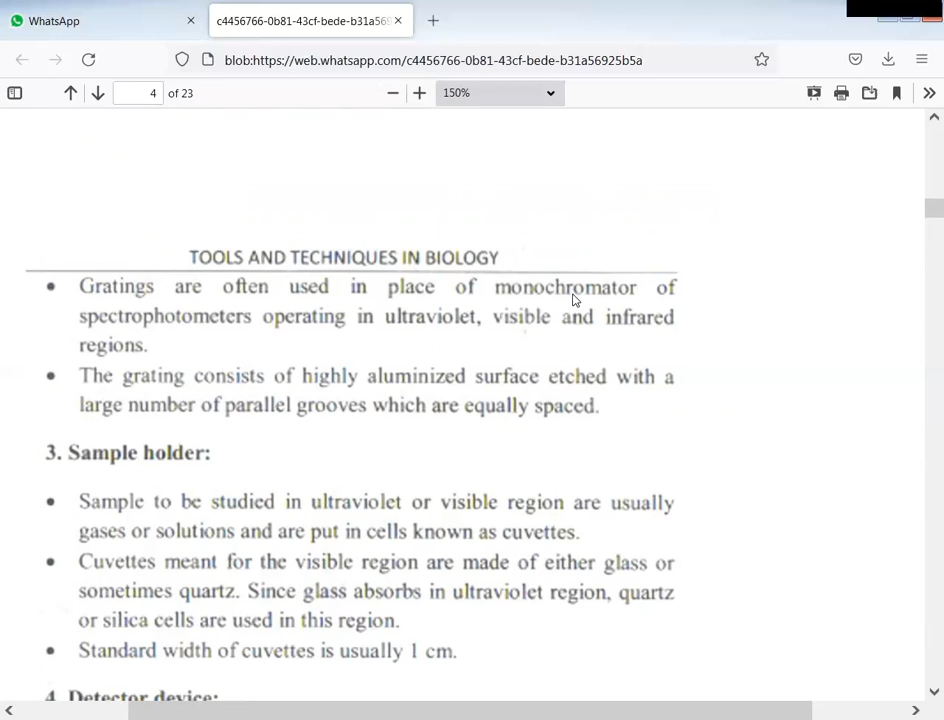 WhatsApp
c4456766-0b81-43cf-bede-b31a569
blob:https://web.whatsapp.com/c4456766-0b81-43cf-bede-b31a56925b5a
4 of 23
150%
TOOLS AND TECHNIQUES IN BIOLOGY
• Gratings are often used in place of monochromator of
spectrophotometers operating in ultraviolet, visible and infrared
regions.
• The grating consists of highly aluminized surface etched with a
large number of parallel grooves which are equally spaced.
3. Sample holder:
• Sample to be studied in ultraviolet or visible region are usually
gases or solutions and are put in cells known as cuvettes.
• Cuvettes meant for the visible region are made of either glass or
sometimes quartz. Since glass absorbs in ultraviolet region, quartz
or silica cells are used in this region.
• Standard width of cuvettes is usually 1 cm.
4. Detector device: